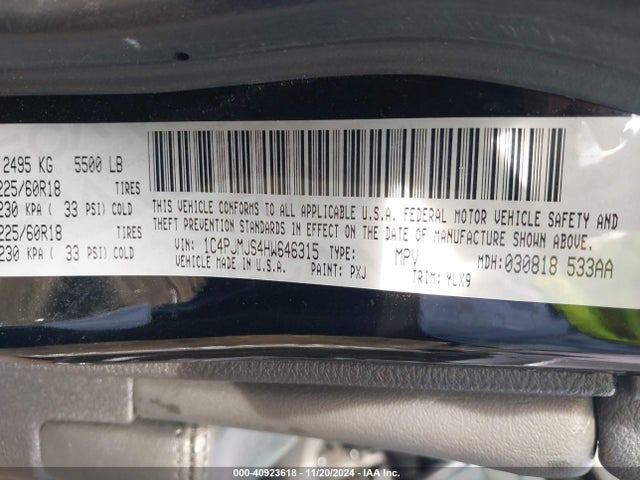 2495 KG 5500 LB
225/60R18 TIRES
230 KPA ( 33 PSI) COLD
225/60R18 TIRES
230 KPA ( 33 PSI) COLD
THIS VEHICLE CONFORMS TO ALL APPLICABLE U.S.A. FEDERAL MOTOR VEHICLE SAFETY AND
THEFT PREVENTION STANDARDS IN EFFECT ON THE DATE OF MANUFACTURE SHOWN ABOVE.
VIN: 1C4PJMJS4HW646315 TYPE: MPV MDH: 030818 533AA
PAINT: PXJ TRIM: YLX9
000-40923618 - 11/20/2024 - IAA Inc.